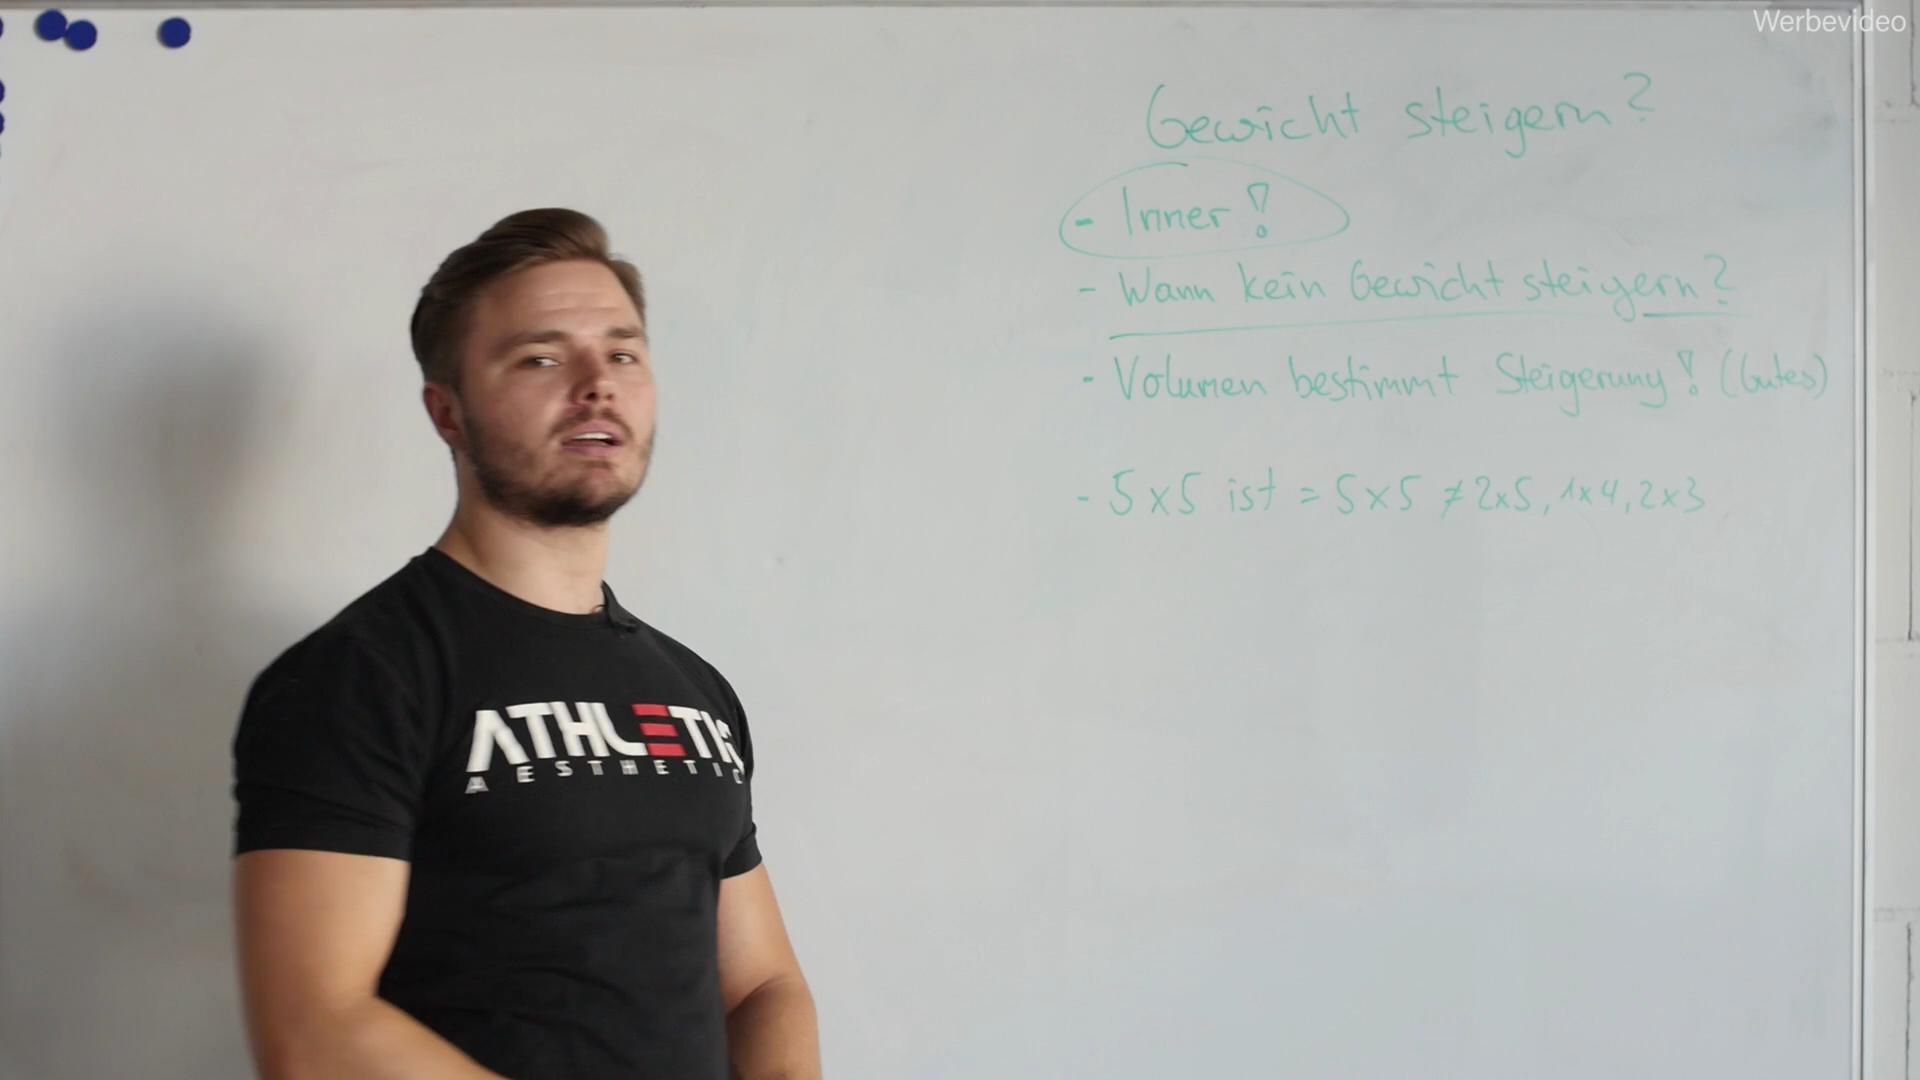 Werbevideo
Gewicht steigern?
- Immer!
- Wann kein Gewicht steigern?
- Volumen bestimmt Steigerung! (Gutes)
- 5x5 ist = 5x5 ≠ 2x5, 1x4, 2x3
ATHLETIC
AESTHETIC